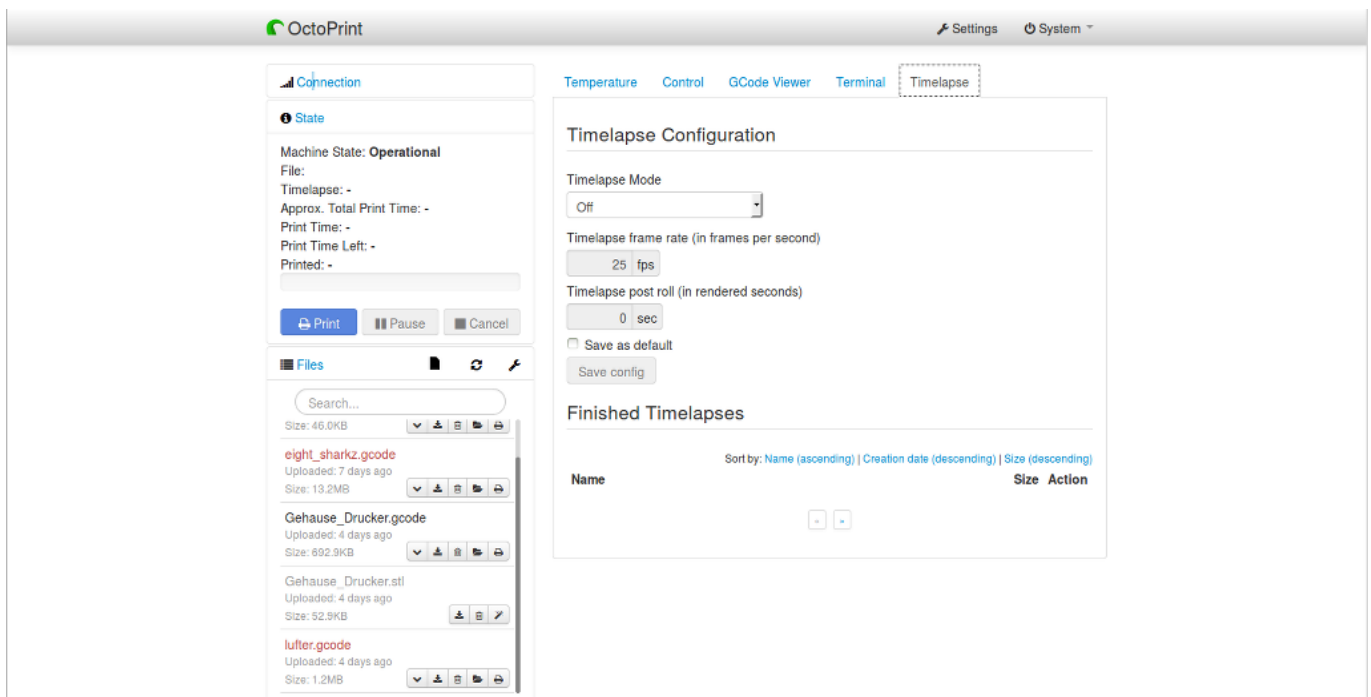 OctoPrint
Settings
System
Connection
State
Machine State: Operational
File:
Timelapse: -
Approx. Total Print Time: -
Print Time: -
Print Time Left: -
Printed: -
Print
Pause
Cancel
Files
Search...
Size: 46.0KB
eight_sharkz.gcode
Uploaded: 7 days ago
Size: 13.2MB
Gehause_Drucker.gcode
Uploaded: 4 days ago
Size: 692.9KB
Gehause_Drucker.stl
Uploaded: 4 days ago
Size: 52.9KB
lufter.gcode
Uploaded: 4 days ago
Size: 1.2MB
Temperature
Control
GCode Viewer
Terminal
Timelapse
Timelapse Configuration
Timelapse Mode
Off
Timelapse frame rate (in frames per second)
25 fps
Timelapse post roll (in rendered seconds)
0 sec
Save as default
Save config
Finished Timelapses
Sort by: Name (ascending) | Creation date (descending) | Size (descending)
Name Size Action
« »